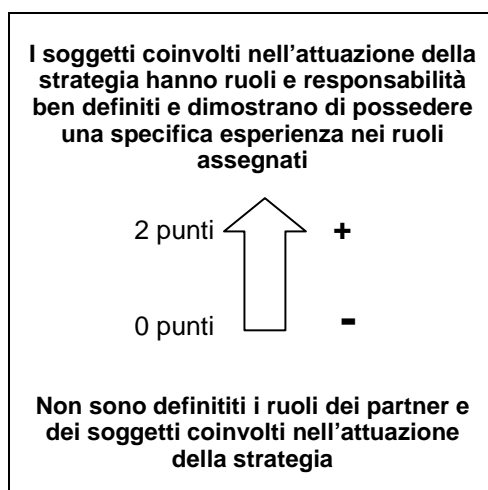 I soggetti coinvolti nell’attuazione della
strategia hanno ruoli e responsabilità
ben definiti e dimostrano di possedere
una specifica esperienza nei ruoli
assegnati
2 punti +
0 punti -
Non sono definititi i ruoli dei partner e
dei soggetti coinvolti nell’attuazione
della strategia